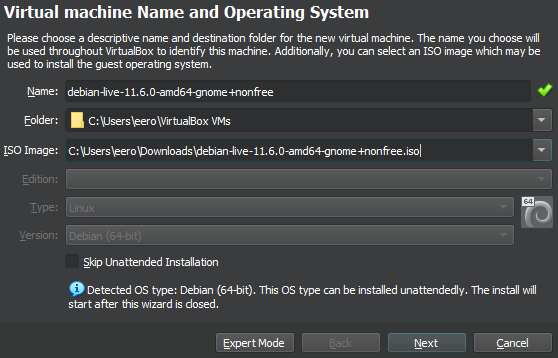 Virtual machine Name and Operating System
Please choose a descriptive name and destination folder for the new virtual machine. The name you choose will
be used throughout VirtualBox to identify this machine. Additionally, you can select an ISO image which may be
used to install the guest operating system.
Name: debian-live-11.6.0-amd64-gnome+nonfree
Folder: C:\Users\eero\VirtualBox VMs
ISO Image: C:\Users\eero\Downloads\debian-live-11.6.0-amd64-gnome+nonfree.iso
Edition:
Type: Linux
64
Version: Debian (64-bit)
Skip Unattended Installation
Detected OS type: Debian (64-bit). This OS type can be installed unattendedly. The install will
start after this wizard is closed.
Expert Mode Back Next Cancel